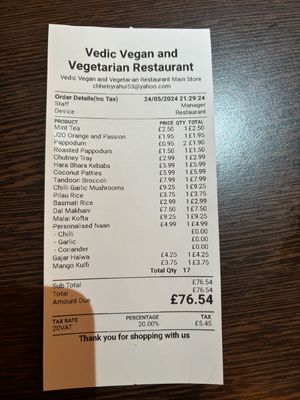 Vedic Vegan and
Vegetarian Restaurant
Vedic Vegan and Vegetarian Restaurant Main Store
chhetryrahul53@yahoo.com
Order Details(Inc Tax) 24/05/2024 21:29:24
Staff Manager
Device Restaurant
PRODUCT PRICE QTY TOTAL
Mint Tea £2.50 1 £2.50
J2O Orange and Passion £1.95 1 £1.95
Pappodum £0.95 2 £1.90
Roasted Pappodum £1.50 1 £1.50
Chutney Tray £2.99 1 £2.99
Hara Bhara Kebabs £5.99 1 £5.99
Coconut Patties £5.99 1 £5.99
Tandoori Broccoli £7.99 1 £7.99
Chilli Garlic Mushrooms £9.25 1 £9.25
Pilau Rice £3.75 1 £3.75
Basmati Rice £2.99 1 £2.99
Dal Makhani £7.50 1 £7.50
Malai Kofta £9.25 1 £9.25
Personalised Naan £4.99 1 £4.99
- Chilli £0.00
- Garlic £0.00
- Coriander £0.00
Gajar Halwa £4.25 1 £4.25
Mango Kulfi £3.75 1 £3.75
Total Qty 17
Sub Total £76.54
Total £76.54
Amount Due £76.54
TAX RATE PERCENTAGE TAX
20VAT 20.00% £5.45
Thank you for shopping with us